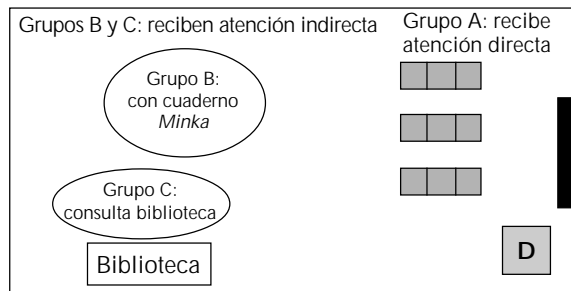 Grupos B y C: reciben atención indirecta
Grupo A: recibe
atención directa
Grupo B:
con cuaderno
Minka
Grupo C:
consulta biblioteca
Biblioteca
D